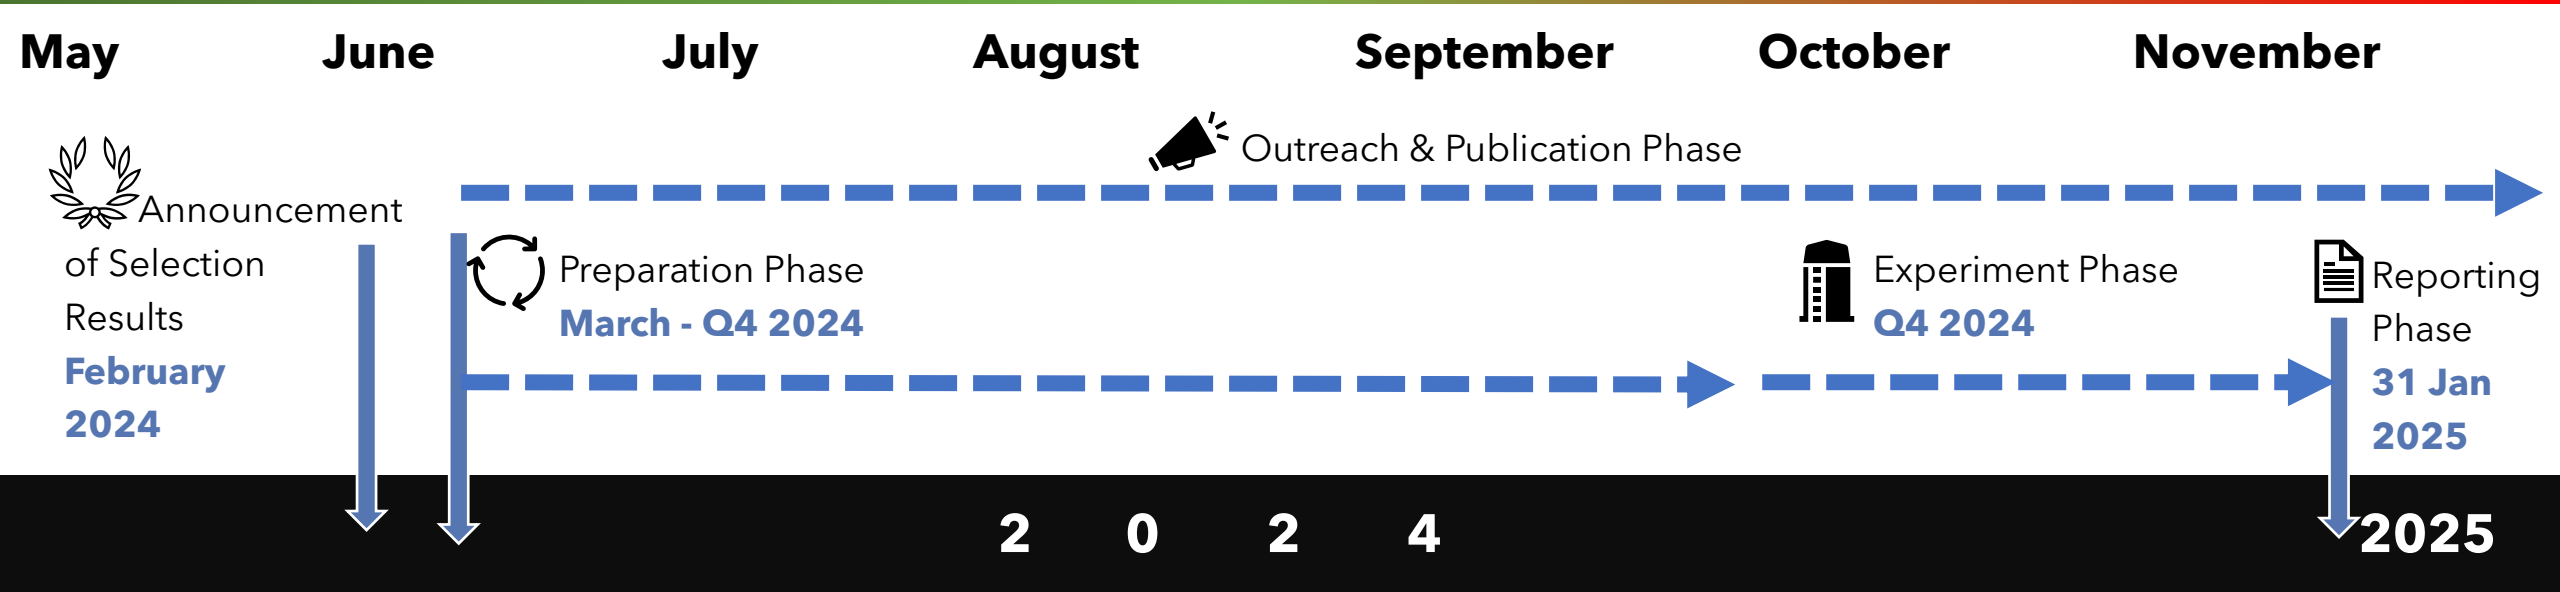 May June July August September October November
Outreach & Publication Phase
Announcement
of Selection
Results
February
2024
Preparation Phase
March - Q4 2024
Experiment Phase
Q4 2024
Reporting
Phase
31 Jan
2025
2 0 2 4
2025